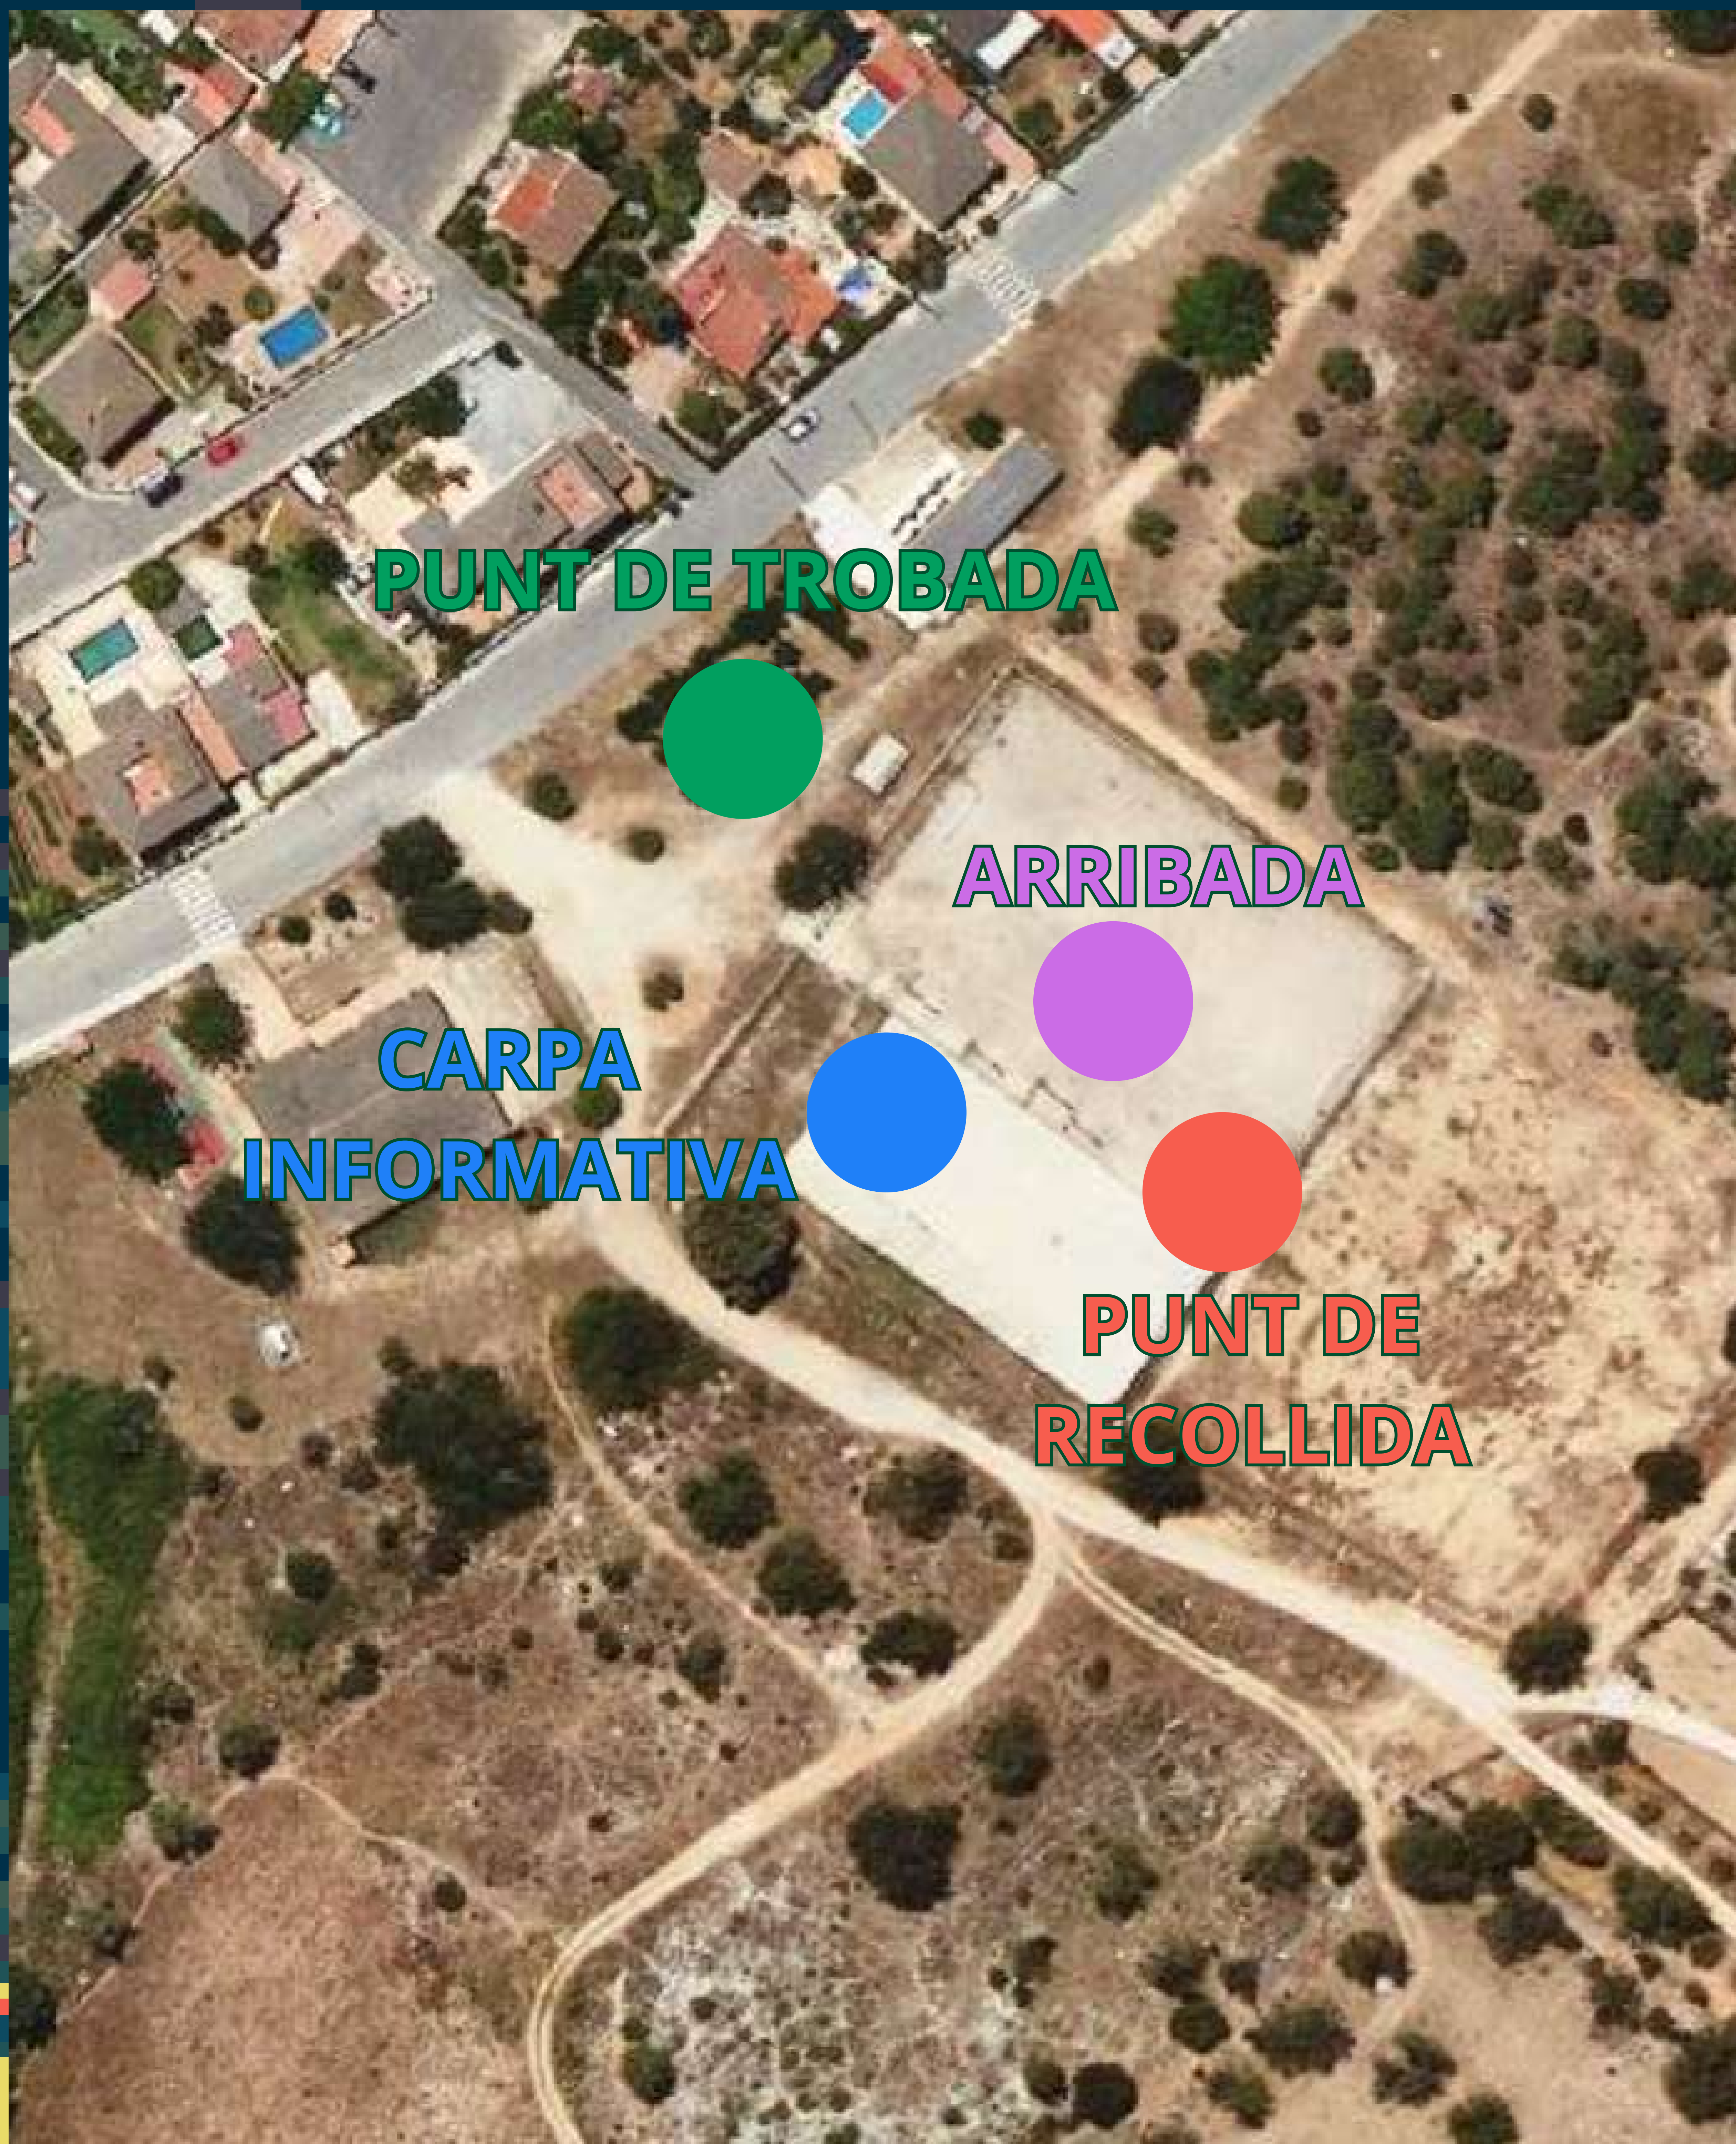 PUNT DE TROBADA
ARRIBADA
CARPA
INFORMATIVA
PUNT DE
RECOLLIDA